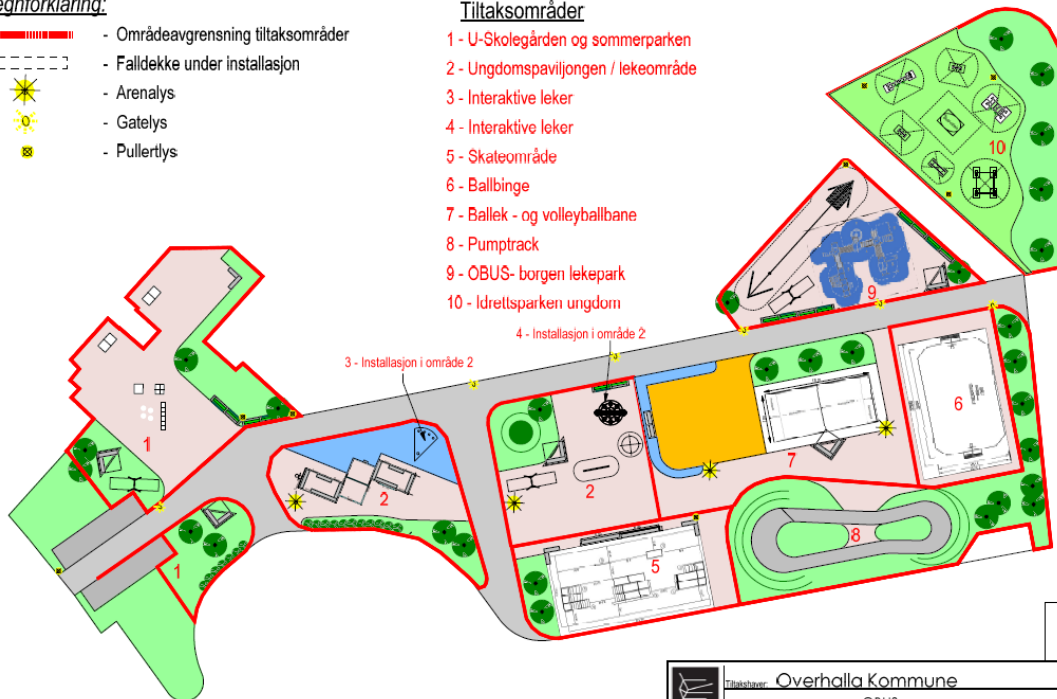 egnforklaring:
- Områdeavgrensning tiltaksområder
- Falldekke under installasjon
- Arenalys
- Gatelys
- Pullertlys
Tiltaksområder
1 - U-Skolegården og sommerparken
2 - Ungdomspaviljongen / lekeområde
3 - Interaktive leker
4 - Interaktive leker
5 - Skateområde
6 - Ballbinge
7 - Ballek - og volleyballbane
8 - Pumptrack
9 - OBUS- borgen lekepark
10 - Idrettsparken ungdom
10
9
4 - Installasjon i område 2
3 - Installasjon i område 2
6
1
7
2
2
8
5
1
Tiltakshaver: Overhalla Kommune
OBUS